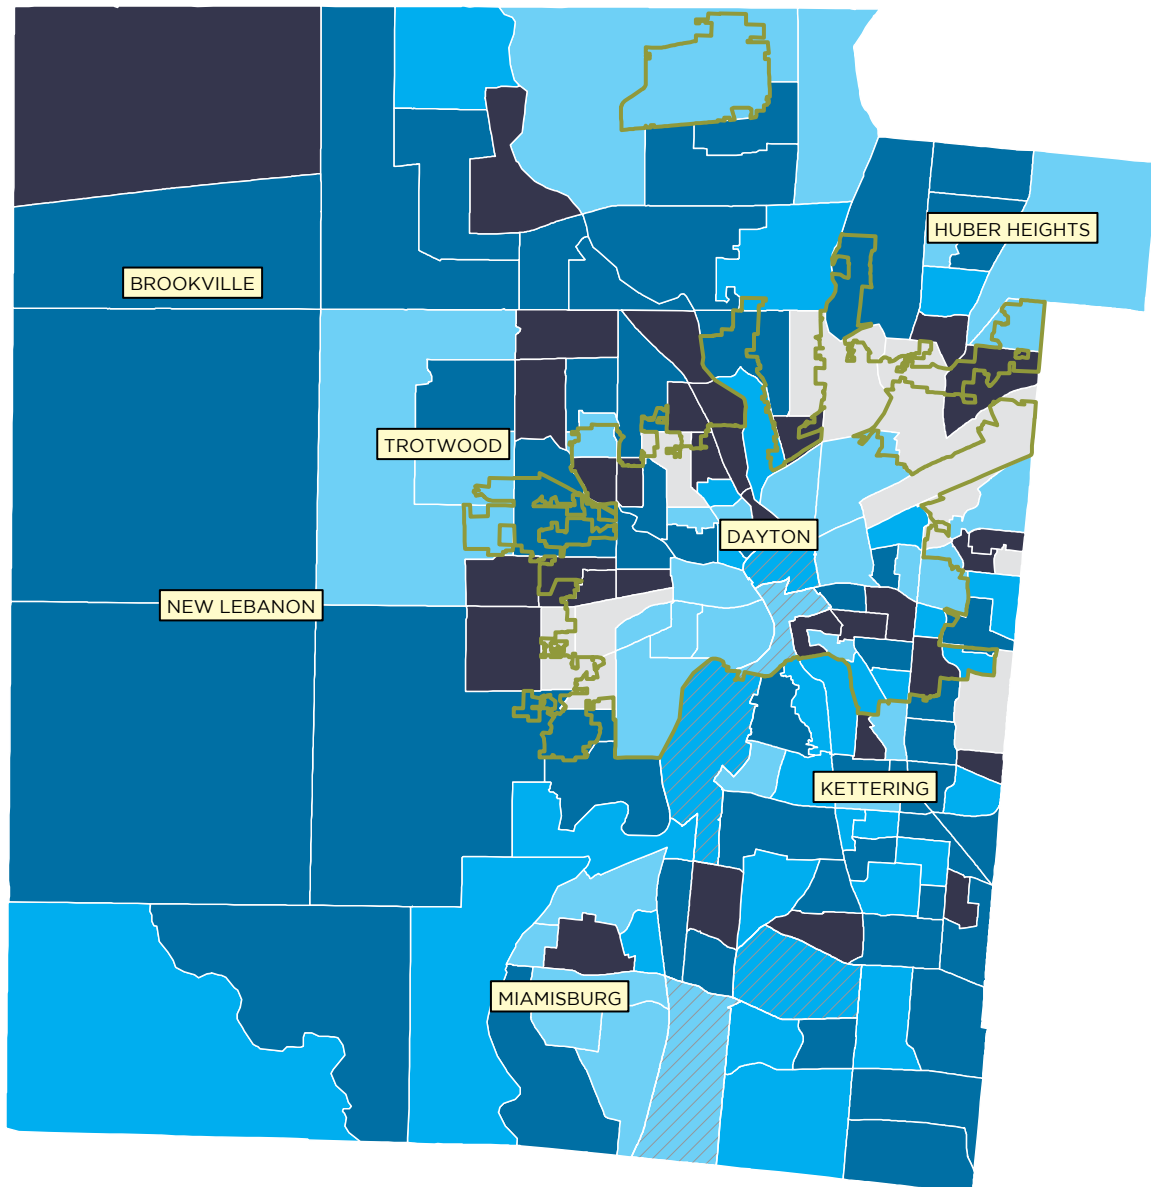 HUBER HEIGHTS
BROOKVILLE
TROTWOOD
DAYTON
NEW LEBANON
KETTERING
MIAMISBURG